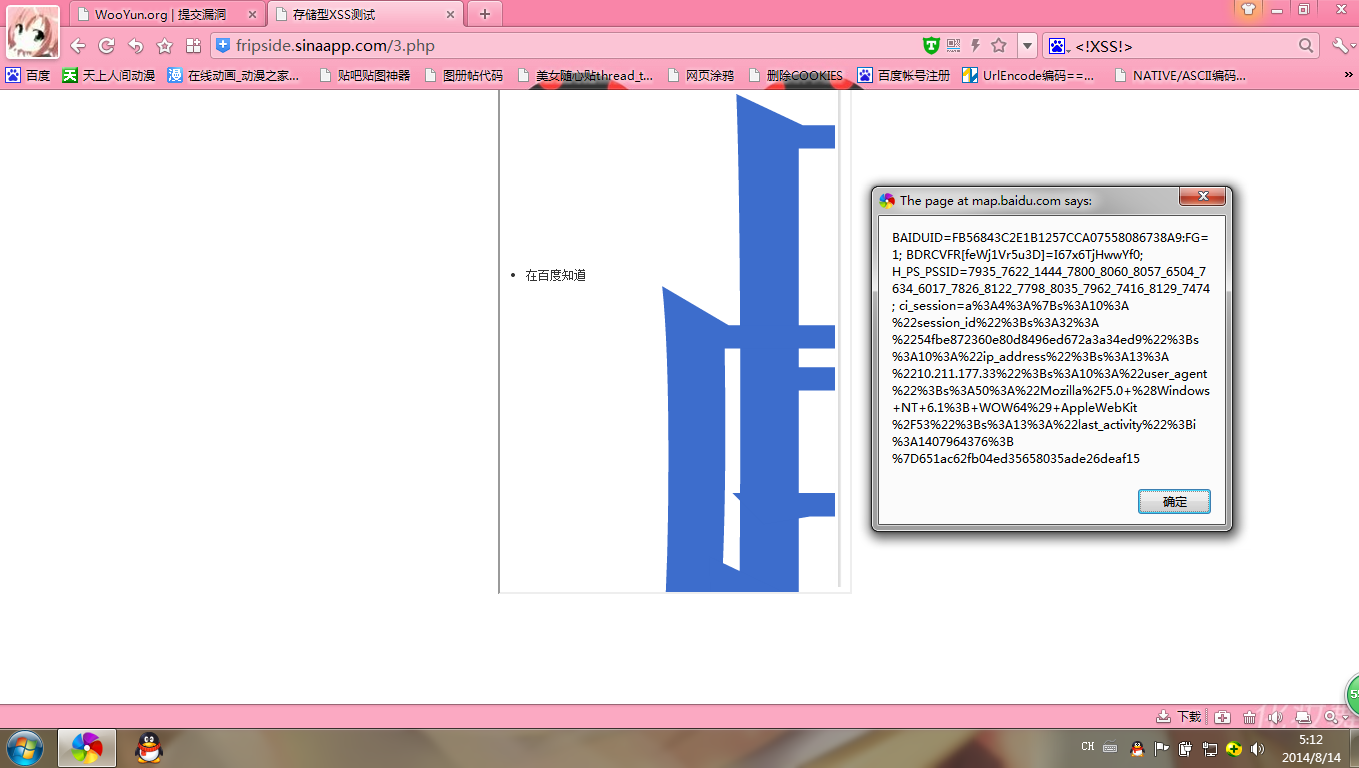 WooYun.org | 提交漏洞
存储型XSS测试
fripside.sinaapp.com/3.php
<!XSS!>
百度
天上人间动漫
在线动画_动漫之家...
贴吧贴图神器
图册帖代码
美女随心贴thread_t...
网页涂鸦
删除COOKIES
百度帐号注册
UrlEncode编码==...
NATIVE/ASCII编码...
在百度知道
The page at map.baidu.com says:
BAIDUID=FB56843C2E1B1257CCA07558086738A9:FG=
1; BDRCVFR[feWj1Vr5u3D]=I67x6TjHwwYf0;
H_PS_PSSID=7935_7622_1444_7800_8060_8057_6504_7
634_6017_7826_8122_7798_8035_7962_7416_8129_7474
; ci_session=a%3A4%3A%7Bs%3A10%3A
%22session_id%22%3Bs%3A32%3A
%2254fbe872360e80d8496ed672a3a34ed9%22%3Bs
%3A10%3A%22ip_address%22%3Bs%3A13%3A
%2210.211.177.33%22%3Bs%3A10%3A%22user_agent
%22%3Bs%3A50%3A%22Mozilla%2F5.0+%28Windows
+NT+6.1%3B+WOW64%29+AppleWebKit
%2F53%22%3Bs%3A13%3A%22last_activity%22%3Bi
%3A1407964376%3B
%7D651ac62fb04ed35658035ade26deaf15
确定
下载
CH
5:12
2014/8/14